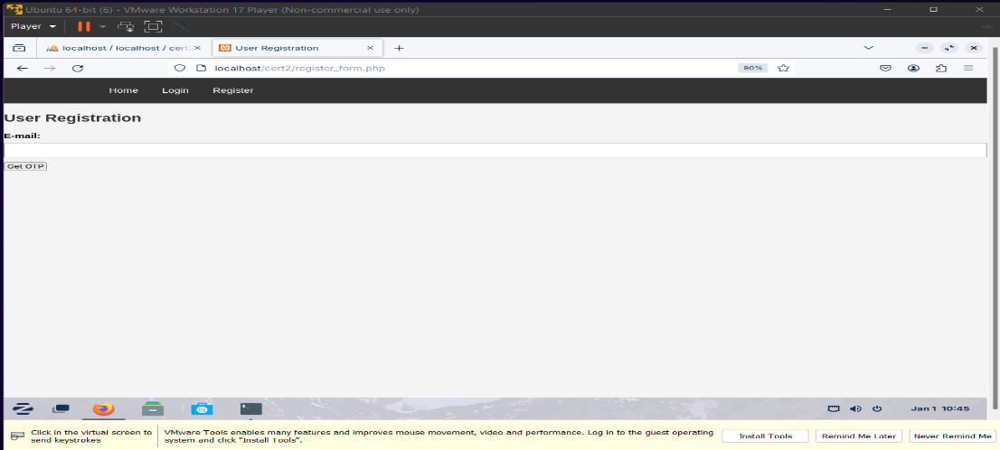 Ubuntu 64-bit (6) - VMware Workstation 17 Player (Non-commercial use only)
Player
localhost / localhost / cert
User Registration
localhost/cert2/register_form.php
90%
Home Login Register
User Registration
E-mail:
Get OTP
Jan 1 10:45
Click in the virtual screen to
send keystrokes
VMware Tools enables many features and improves mouse movement, video and performance. Log in to the guest operating
system and click "Install Tools".
Install Tools
Remind Me Later
Never Remind Me